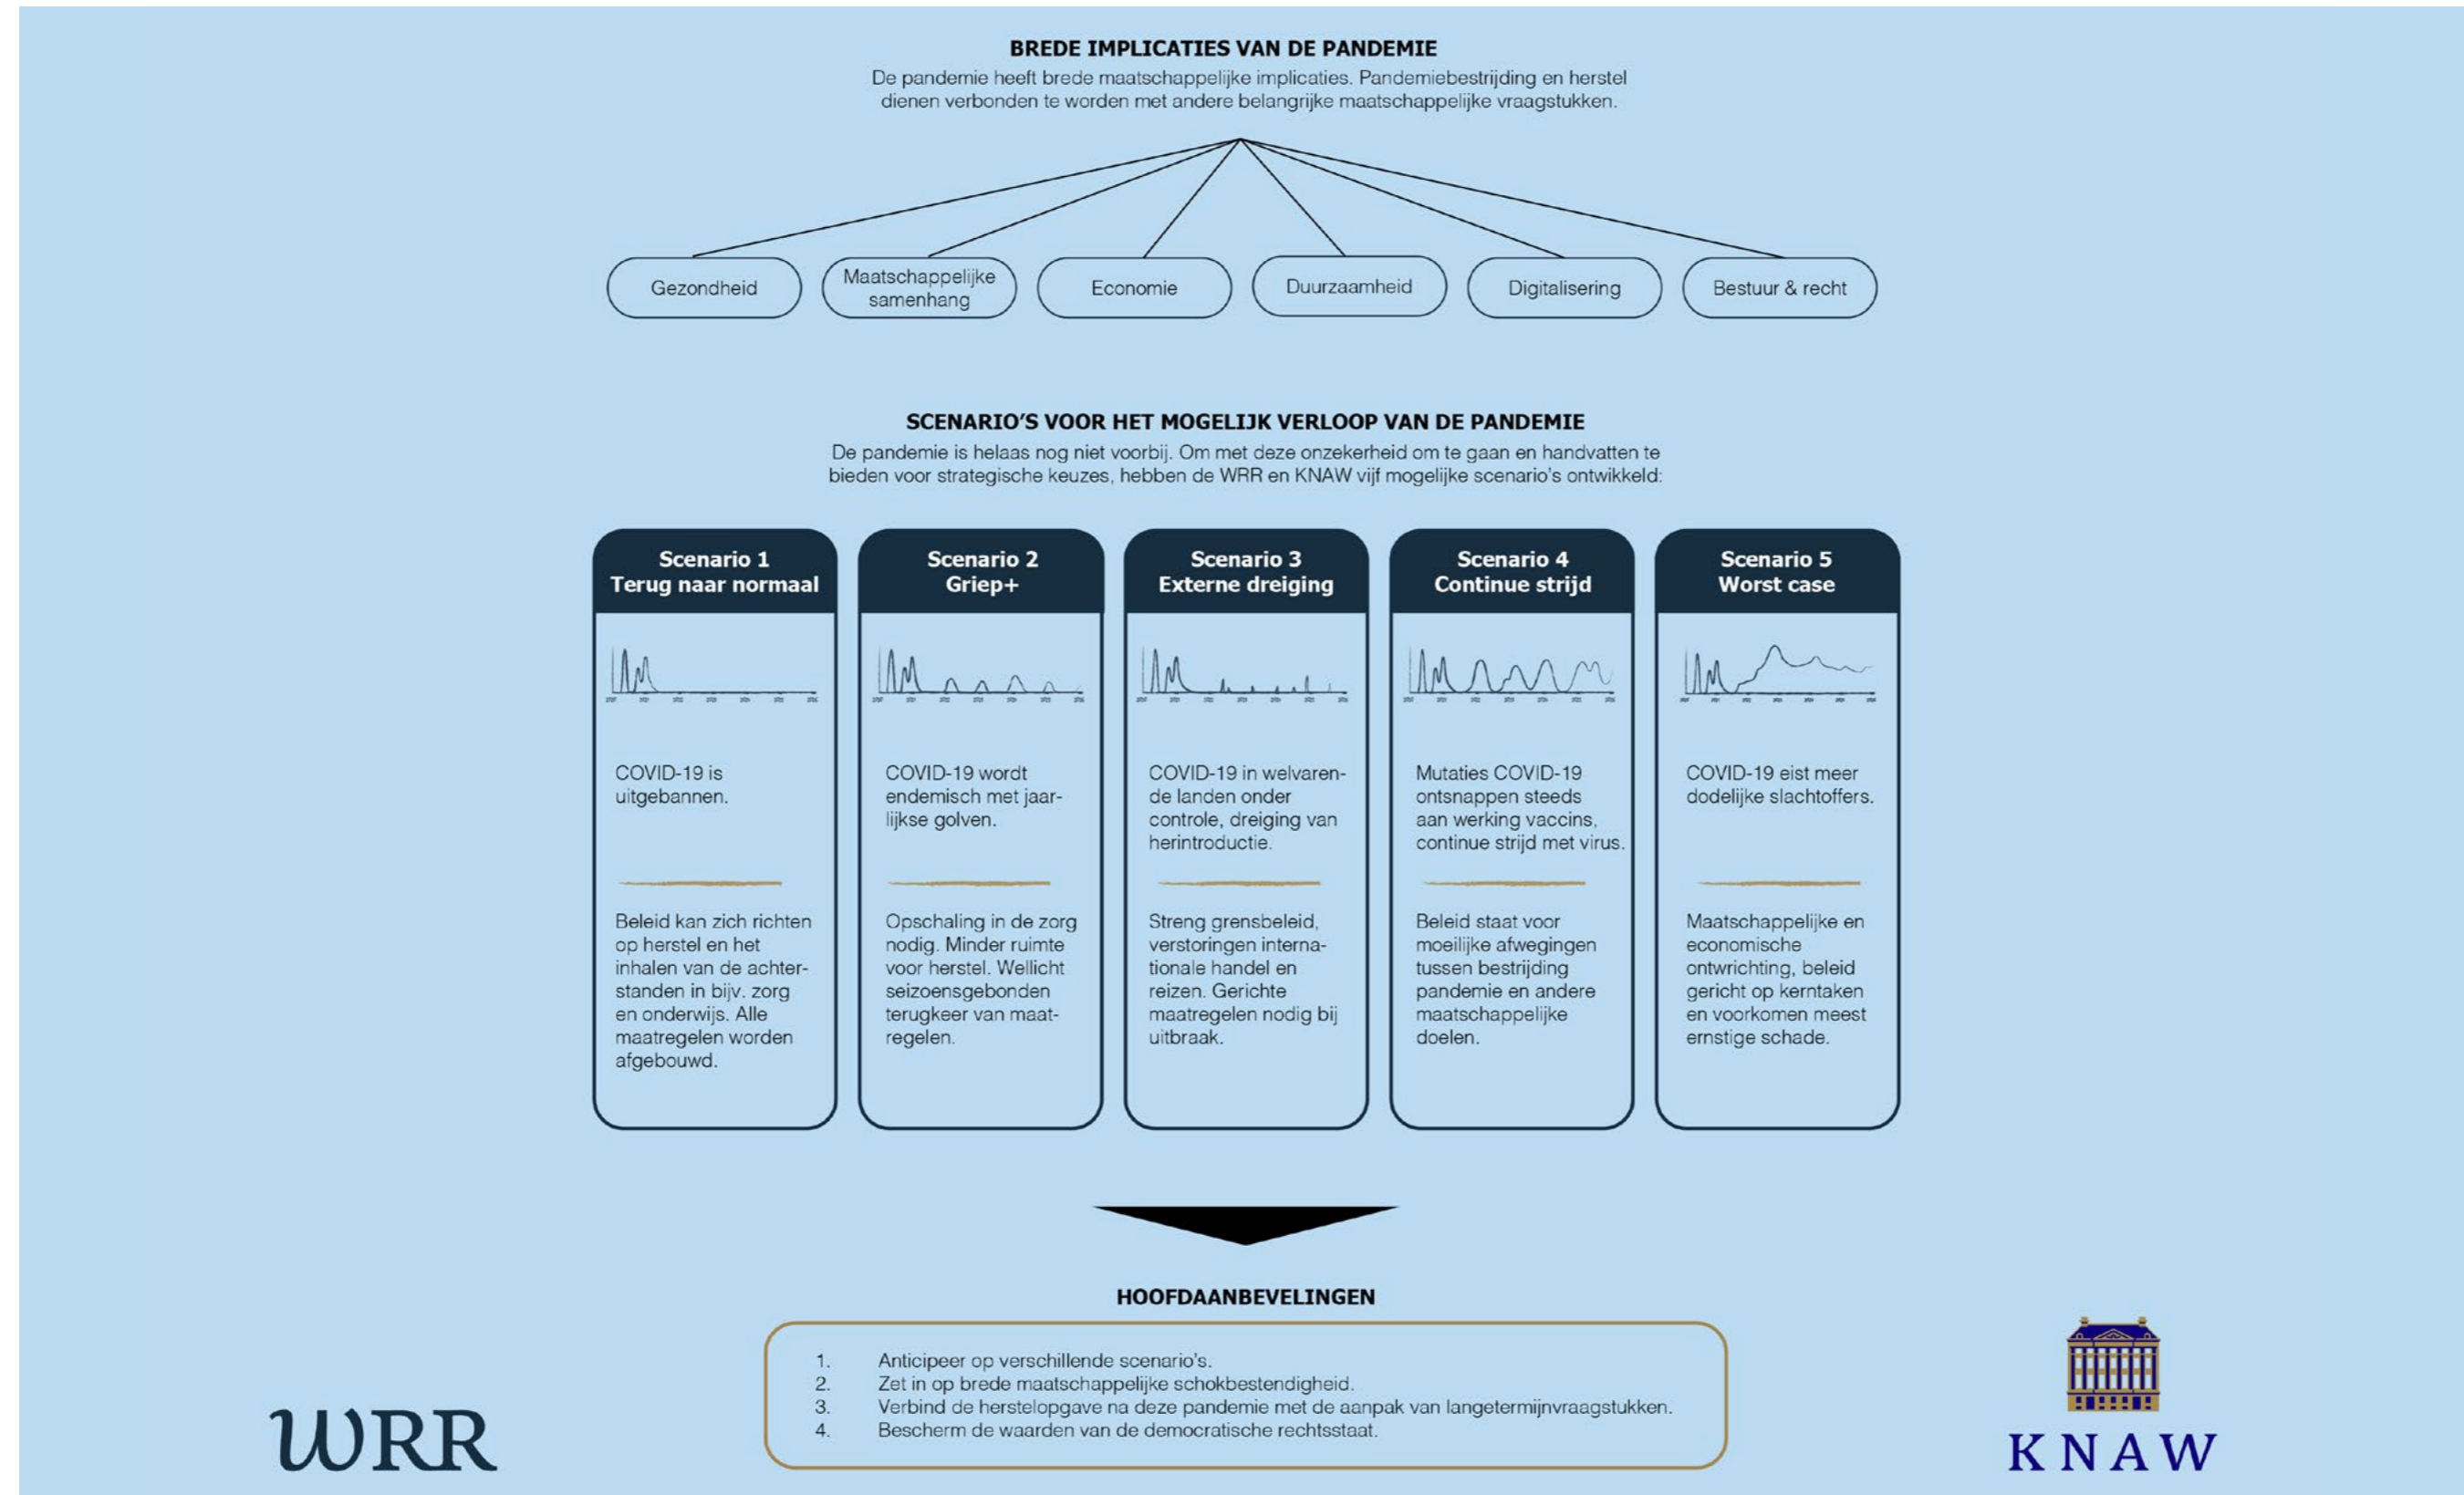 BREDE IMPLICATIES VAN DE PANDEMIE
De pandemie heeft brede maatschappelijke implicaties. Pandemiebestrijding en herstel
dienen verbonden te worden met andere belangrijke maatschappelijke vraagstukken.
Gezondheid
Maatschappelijke
samenhang
Economie
Duurzaamheid
Digitalisering
Bestuur & recht
SCENARIO'S VOOR HET MOGELIJK VERLOOP VAN DE PANDEMIE
De pandemie is helaas nog niet voorbij. Om met deze onzekerheid om te gaan en handvatten te
bieden voor strategische keuzes, hebben de WRR en KNAW vijf mogelijke scenario's ontwikkeld:
Scenario 1
Terug naar normaal
COVID-19 is
uitgebannen.
Beleid kan zich richten
op herstel en het
inhalen van de achter-
standen in bijv. zorg
en onderwijs. Alle
maatregelen worden
afgebouwd.
Scenario 2
Griep+
COVID-19 wordt
endemisch met jaar-
lijkse golven.
Opschaling in de zorg
nodig. Minder ruimte
voor herstel. Wellicht
seizoensgebonden
terugkeer van maat-
regelen.
Scenario 3
Externe dreiging
COVID-19 in welvaren-
de landen onder
controle, dreiging van
herintroductie.
Streng grensbeleid,
verstoringen interna-
tionale handel en
reizen. Gerichte
maatregelen nodig bij
uitbraak.
Scenario 4
Continue strijd
Mutaties COVID-19
ontsnappen steeds
aan werking vaccins,
continue strijd met virus.
Beleid staat voor
moeilijke afwegingen
tussen bestrijding
pandemie en andere
maatschappelijke
doelen.
Scenario 5
Worst case
COVID-19 eist meer
dodelijke slachtoffers.
Maatschappelijke en
economische
ontwrichting, beleid
gericht op kerntaken
en voorkomen meest
ernstige schade.
HOOFDAANBEVELINGEN
1. Anticipeer op verschillende scenario's.
2. Zet in op brede maatschappelijke schokbestendigheid.
3. Verbind de herstelopgave na deze pandemie met de aanpak van langetermijnvraagstukken.
4. Bescherm de waarden van de democratische rechtsstaat.
WRR
KNAW